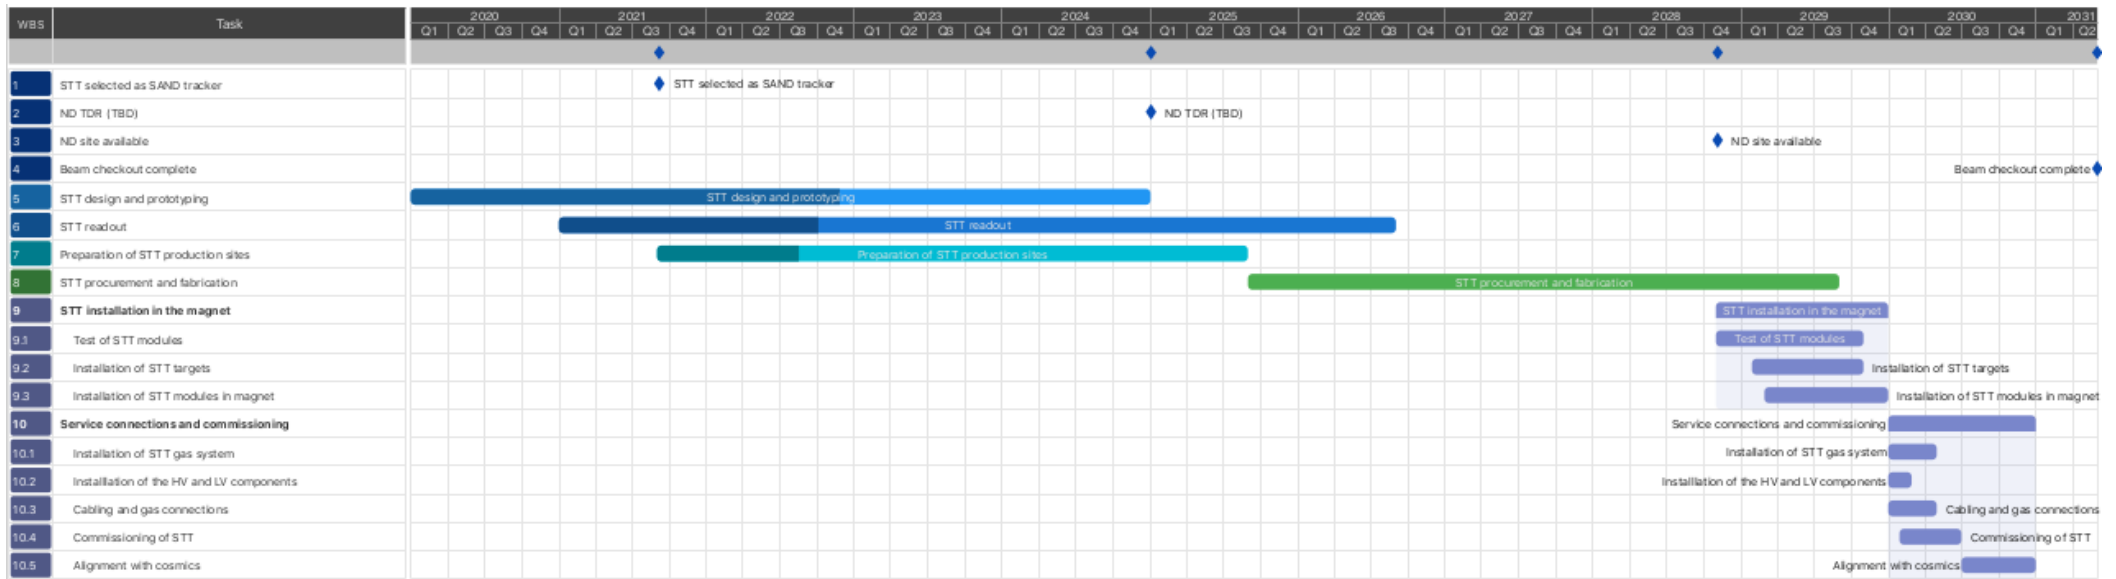 WBS Task 2020 2021 2022 2023 2024 2025 2026 2027 2028 2029 2030 2031
Q1 Q2 Q3 Q4 Q1 Q2 Q3 Q4 Q1 Q2 Q3 Q4 Q1 Q2 Q3 Q4 Q1 Q2 Q3 Q4 Q1 Q2 Q3 Q4 Q1 Q2 Q3 Q4 Q1 Q2 Q3 Q4 Q1 Q2 Q3 Q4 Q1 Q2 Q3 Q4 Q1 Q2 Q3 Q4 Q1 Q2
1 STT selected as SAND tracker STT selected as SAND tracker
2 ND TDR (TBD) ND TDR (TBD)
3 ND site available ND site available
4 Beam checkout complete Beam checkout complete
5 STT design and prototyping STT design and prototyping
6 STT readout STT readout
7 Preparation of STT production sites Preparation of STT production sites
8 STT procurement and fabrication STT procurement and fabrication
9 STT installation in the magnet STT installation in the magnet
9.1 Test of STT modules Test of STT modules
9.2 Installation of STT targets Installation of STT targets
9.3 Installation of STT modules in magnet Installation of STT modules in magnet
10 Service connections and commissioning Service connections and commissioning
10.1 Installation of STT gas system Installation of STT gas system
10.2 Installlation of the HV and LV components Installlation of the HV and LV components
10.3 Cabling and gas connections Cabling and gas connections
10.4 Commissioning of STT Commissioning of STT
10.5 Alignment with cosmics Alignment with cosmics